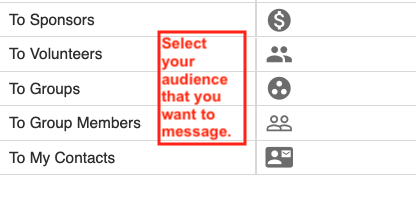 To Sponsors
To Volunteers
To Groups
To Group Members
To My Contacts
Select
your
audience
that you
want to
message.